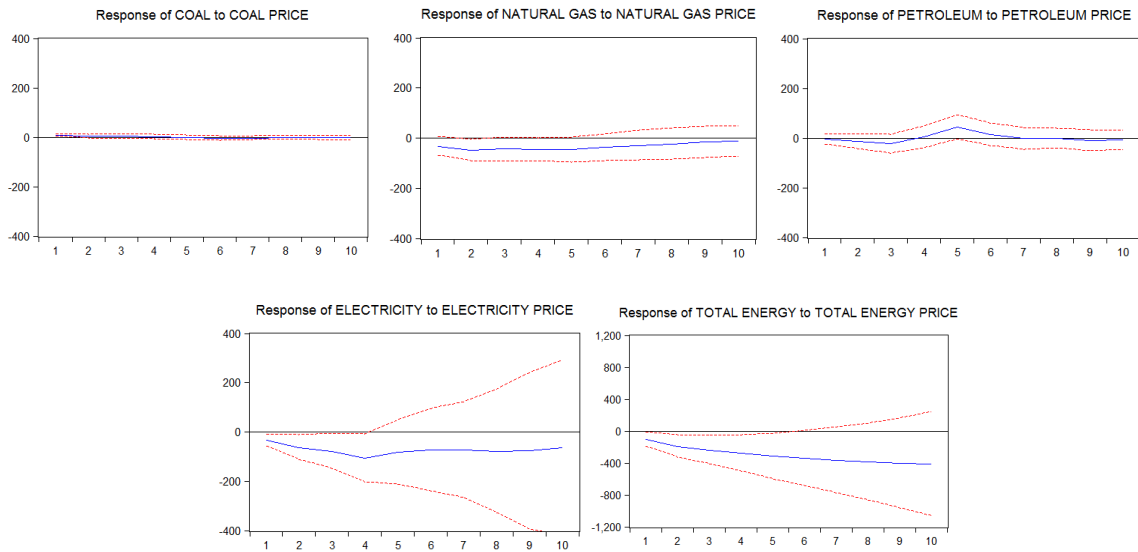 Response of COAL to COAL PRICE
400
200
0
-200
-400
1 2 3 4 5 6 7 8 9 10
Response of NATURAL GAS to NATURAL GAS PRICE
400
200
0
-200
-400
1 2 3 4 5 6 7 8 9 10
Response of PETROLEUM to PETROLEUM PRICE
400
200
0
-200
-400
1 2 3 4 5 6 7 8 9 10
Response of ELECTRICITY to ELECTRICITY PRICE
400
200
0
-200
-400
1 2 3 4 5 6 7 8 9 10
Response of TOTAL ENERGY to TOTAL ENERGY PRICE
1,200
800
400
0
-400
-800
-1,200
1 2 3 4 5 6 7 8 9 10